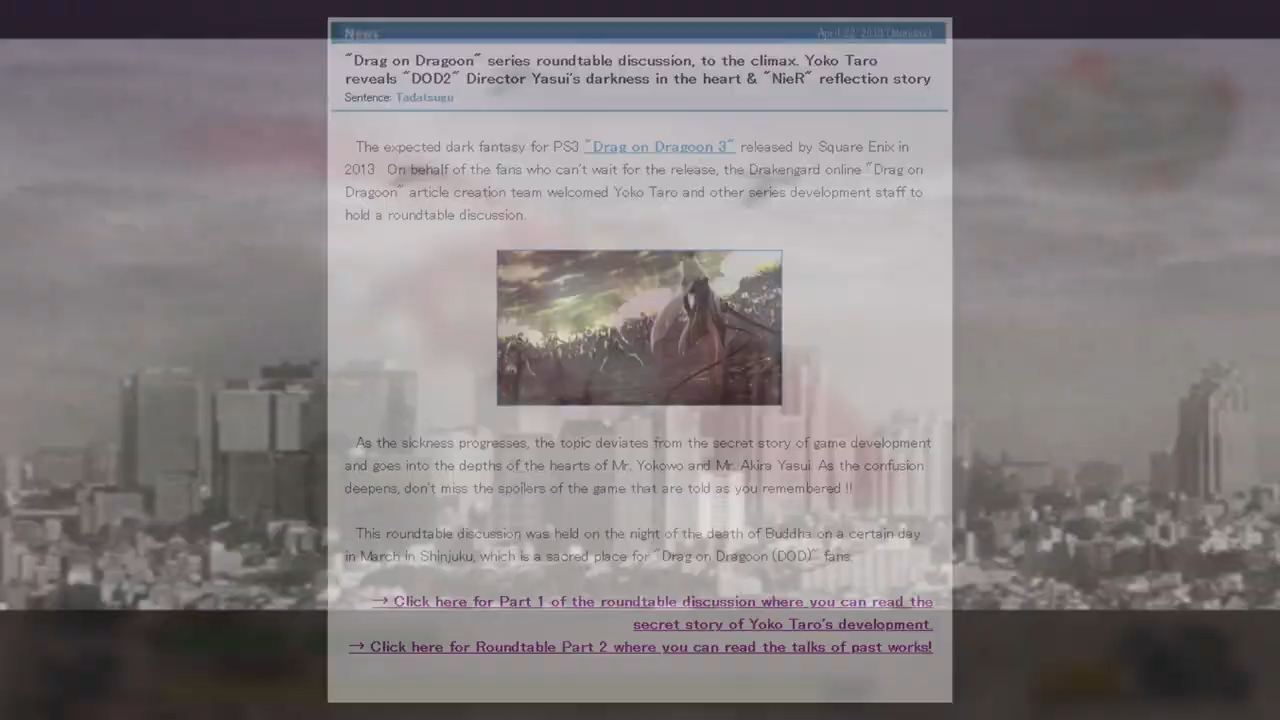 News
April 22, 2013 (Monday)
"Drag on Dragoon" series roundtable discussion, to the climax. Yoko Taro
reveals "DOD2" Director Yasui's darkness in the heart & "NieR" reflection story
Sentence: Tadatsugu
The expected dark fantasy for PS3 "Drag on Dragoon 3" released by Square Enix in
2013 On behalf of the fans who can't wait for the release, the Drakengard online "Drag on
Dragoon" article creation team welcomed Yoko Taro and other series development staff to
hold a roundtable discussion.
As the sickness progresses, the topic deviates from the secret story of game development
and goes into the depths of the hearts of Mr. Yokowo and Mr. Akira Yasui. As the confusion
deepens, don't miss the spoilers of the game that are told as you remembered !!
This roundtable discussion was held on the night of the death of Buddha on a certain day
in March in Shinjuku, which is a sacred place for "Drag on Dragoon (DOD)" fans.
→ Click here for Part 1 of the roundtable discussion where you can read the
secret story of Yoko Taro's development.
→ Click here for Roundtable Part 2 where you can read the talks of past works!